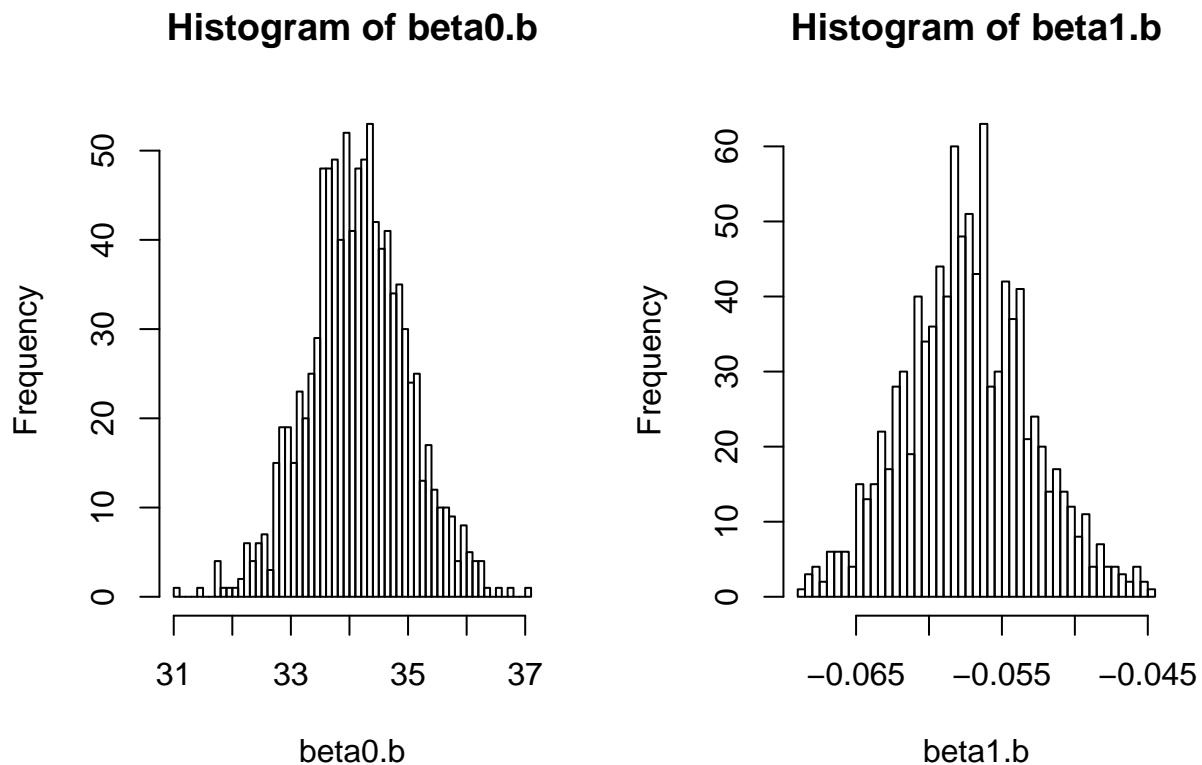 Histogram of beta0.b
Frequency
50
40
30
20
10
0
31 33 35 37
beta0.b
Histogram of beta1.b
Frequency
60
50
40
30
20
10
0
−0.065 −0.055 −0.045
beta1.b